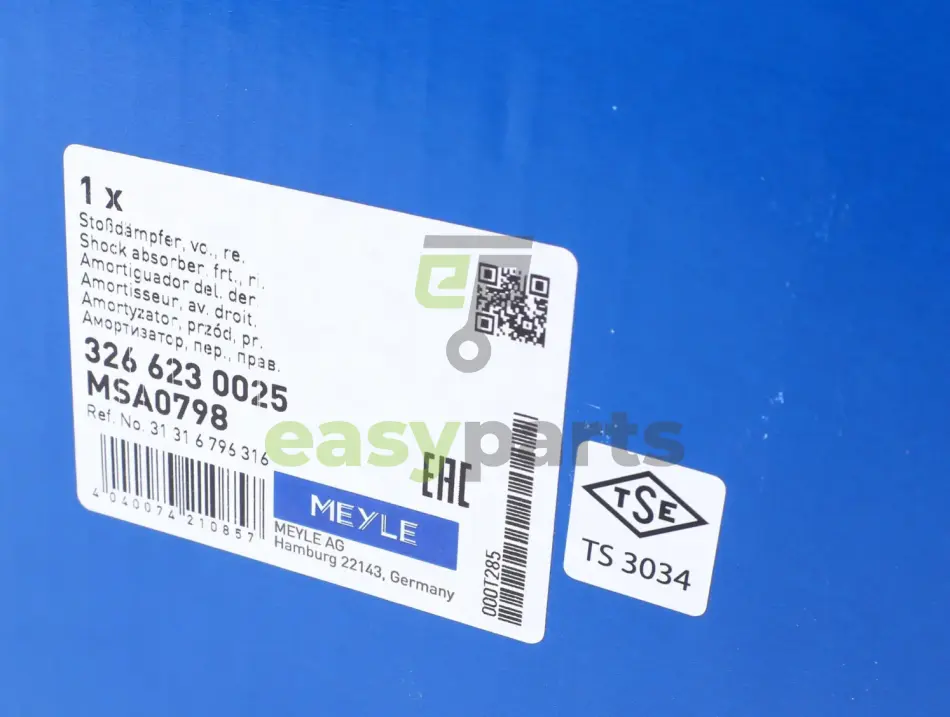 1 x
Stoßdämpfer, vo., re.
Shock absorber, frt., ri.
Amortiguador del. der
Amortisseur, av. droit.
Amortyzator, przód, pr.
Амортизатор, пер., прав.
326 623 0025
MSA0798
Ref. No. 31 31 6 796 316
4 040074 210857
EAC
MEYLE
MEYLE AG
Hamburg 22143, Germany
000T285
easyparts
TSE
TS 3034